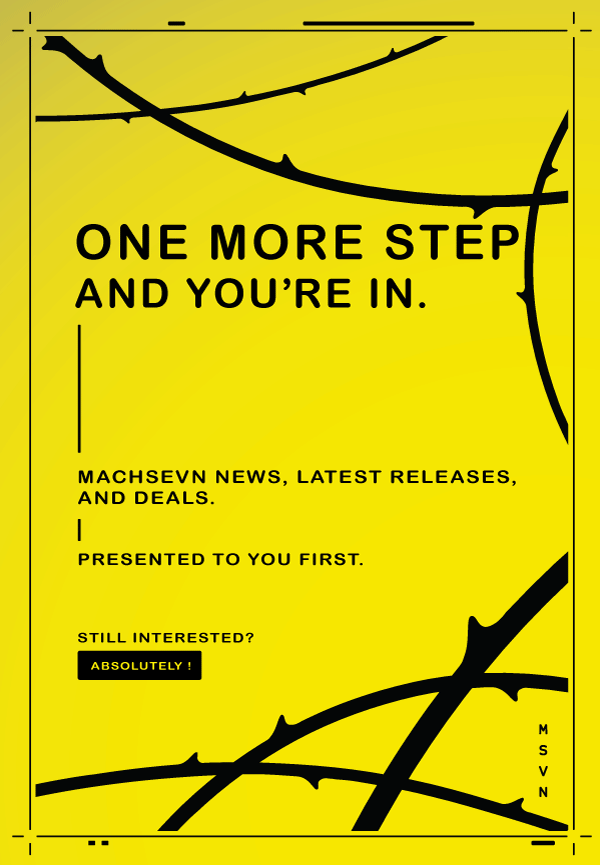 ONE MORE STEP
AND YOU’RE IN.
MACHSEVN NEWS, LATEST RELEASES,
AND DEALS.
PRESENTED TO YOU FIRST.
STILL INTERESTED?
ABSOLUTELY !
M
S
V
N